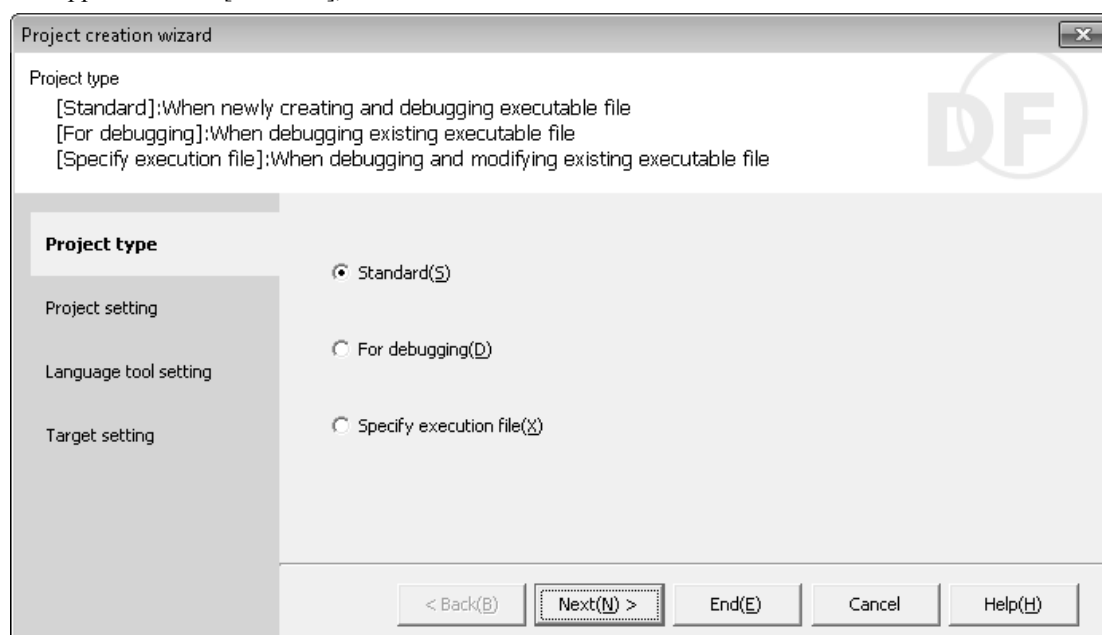 Project creation wizard
Project type
[Standard]:When newly creating and debugging executable file
[For debugging]:When debugging existing executable file
[Specify execution file]:When debugging and modifying existing executable file
DF
Project type
Project setting
Language tool setting
Target setting
Standard(S)
For debugging(D)
Specify execution file(X)
< Back(B) Next(N) > End(E) Cancel Help(H)